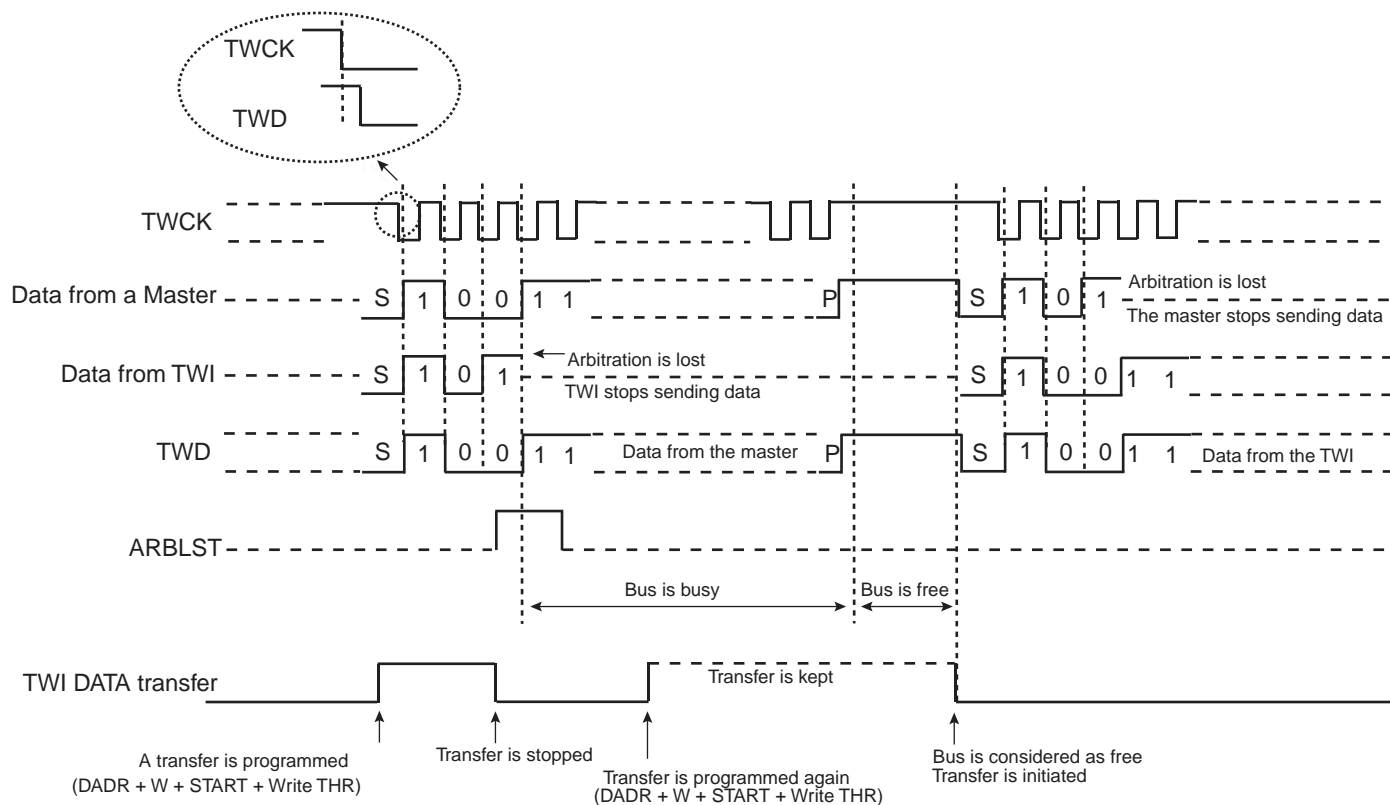 TWCK
TWD
TWCK
Data from a Master
S 1 0 0 1 1
P
S 1 0 1
Arbitration is lost
The master stops sending data
Data from TWI
S 1 0 1
Arbitration is lost
TWI stops sending data
S 1 0 0 1 1
TWD
S 1 0 0 1 1
Data from the master
P
S 1 0 0 1 1
Data from the TWI
ARBLST
Bus is busy
Bus is free
TWI DATA transfer
Transfer is kept
A transfer is programmed
(DADR + W + START + Write THR)
Transfer is stopped
Transfer is programmed again
(DADR + W + START + Write THR)
Bus is considered as free
Transfer is initiated